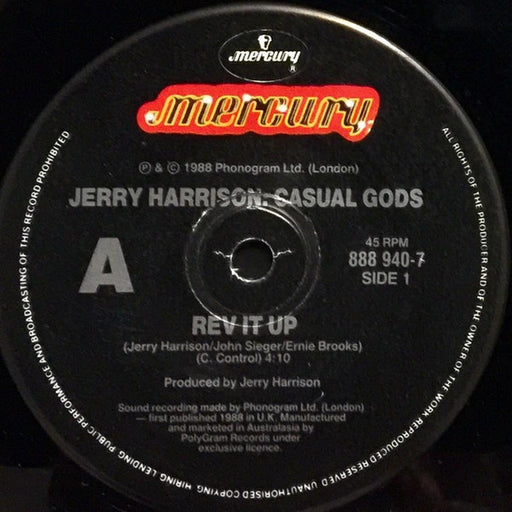 mercury
®
mercury
℗ & © 1988 Phonogram Ltd. (London)
JERRY HARRISON: CASUAL GODS
A
45 RPM
888 940-7
SIDE 1
REV IT UP
(Jerry Harrison/John Sieger/Ernie Brooks)
(C. Control) 4:10
Produced by Jerry Harrison
Sound recording made by Phonogram Ltd. (London)
— first published 1988 in U.K. Manufactured
and marketed in Australasia by
PolyGram Records under
exclusive licence.
ALL RIGHTS OF THE PRODUCER AND OF THE OWNER OF THE WORK REPRODUCED RESERVED UNAUTHORISED COPYING HIRING LENDING PUBLIC PERFORMANCE AND BROADCASTING OF THIS RECORD PROHIBITED